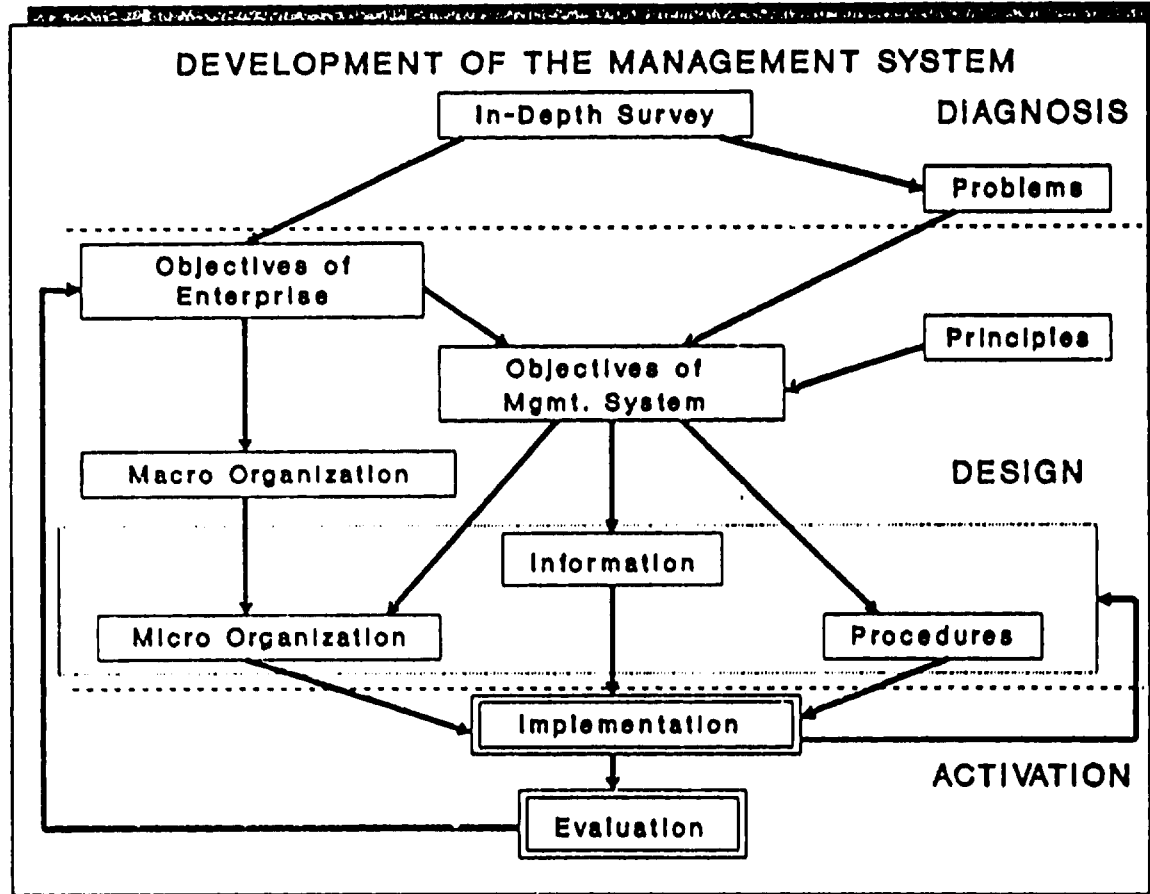 DEVELOPMENT OF THE MANAGEMENT SYSTEM
In-Depth Survey
DIAGNOSIS
Problems
Objectives of
Enterprise
Principles
Objectives of
Mgmt. System
Macro Organization
DESIGN
Information
Micro Organization
Procedures
Implementation
ACTIVATION
Evaluation